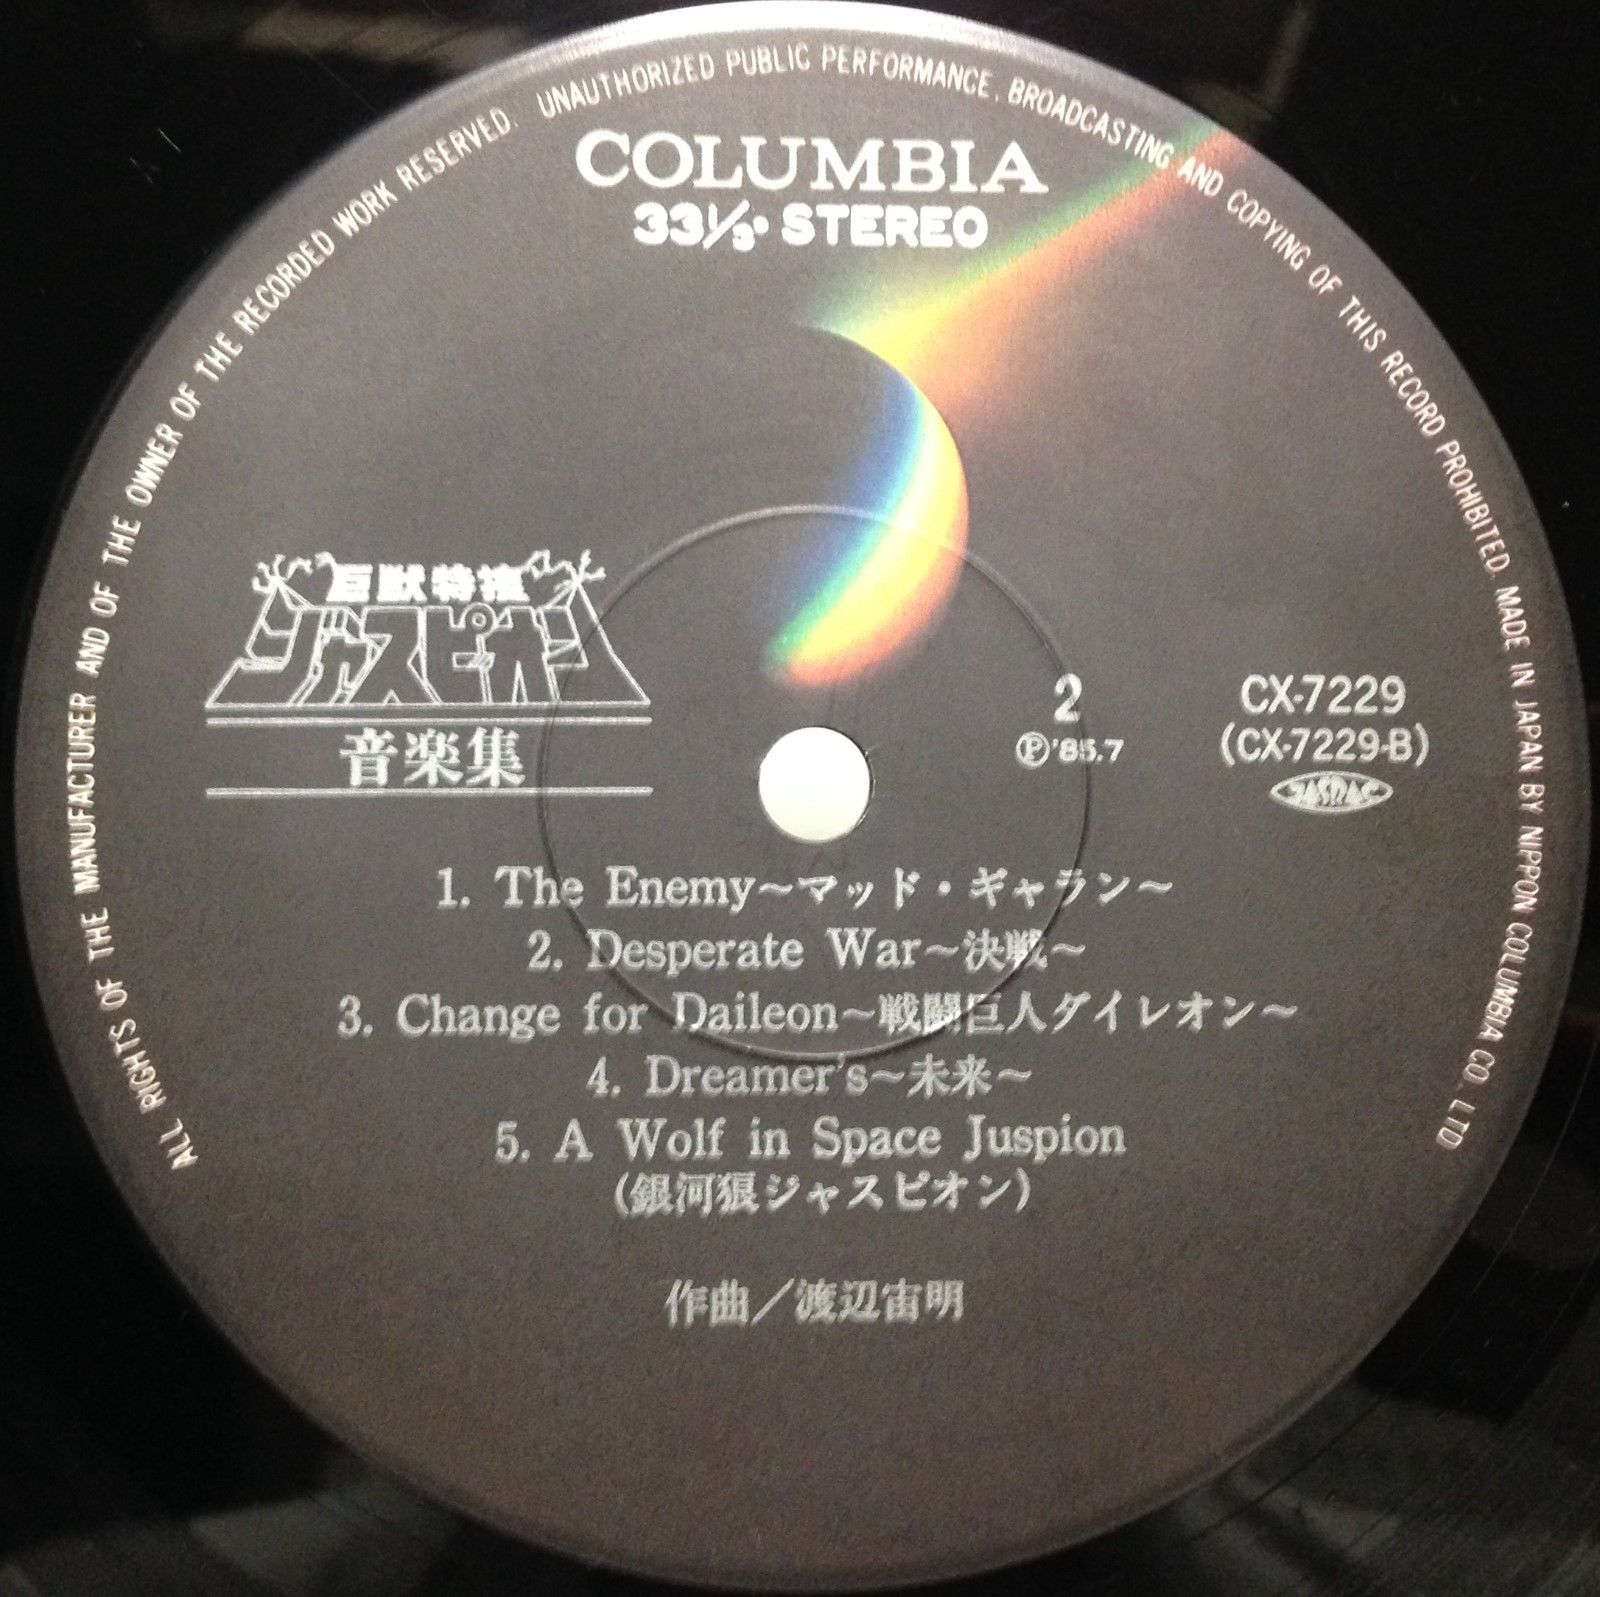 ALL RIGHTS OF THE MANUFACTURER AND OF THE OWNER OF THE RECORDED WORK RESERVED. UNAUTHORIZED PUBLIC PERFORMANCE, BROADCASTING AND COPYING OF THIS RECORD PROHIBITED. MADE IN JAPAN BY NIPPON COLUMBIA CO., LTD
COLUMBIA
33 1/3• STEREO
巨獣特捜
ジャスピオン
音楽集
2
Ⓟ'85.7
CX-7229
(CX-7229-B)
JASRAC
1. The Enemy～マッド・ギャラン～
2. Desperate War～決戦～
3. Change for Daileon～戦闘巨人ダイレオン～
4. Dreamer's～未来～
5. A Wolf in Space Juspion
(銀河狼ジャスピオン)
作曲／渡辺宙明